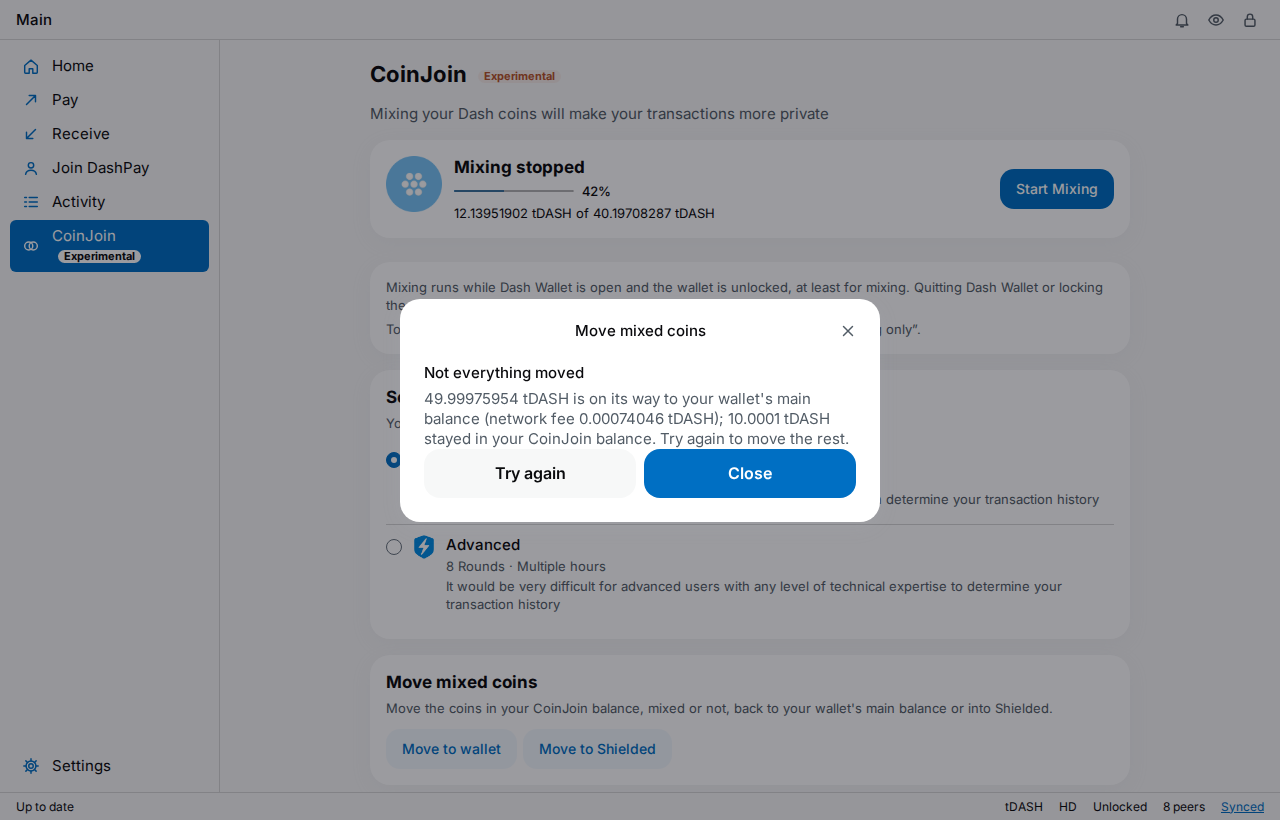 Main
Home
Pay
Receive
Join DashPay
Activity
CoinJoin
Experimental
Settings
CoinJoin Experimental
Mixing your Dash coins will make your transactions more private
Mixing stopped
42%
12.13951902 tDASH of 40.19708287 tDASH
Start Mixing
Mixing runs while Dash Wallet is open and the wallet is unlocked, at least for mixing. Quitting Dash Wallet or locking
Move mixed coins
Not everything moved
49.99975954 tDASH is on its way to your wallet's main
balance (network fee 0.00074046 tDASH); 10.0001 tDASH
stayed in your CoinJoin balance. Try again to move the rest.
Try again
Close
only”.
determine your transaction history
Advanced
8 Rounds · Multiple hours
It would be very difficult for advanced users with any level of technical expertise to determine your
transaction history
Move mixed coins
Move the coins in your CoinJoin balance, mixed or not, back to your wallet's main balance or into Shielded.
Move to wallet
Move to Shielded
Up to date
tDASH HD Unlocked 8 peers Synced